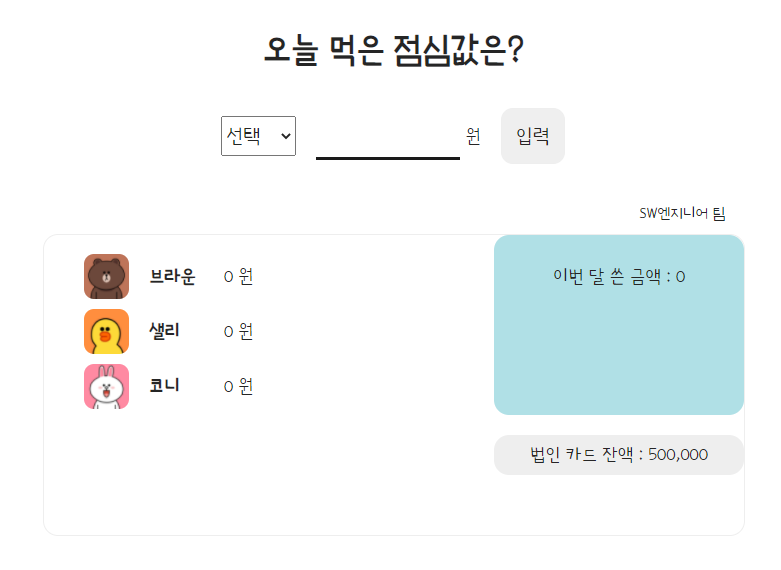 오늘 먹은 점심값은?
선택 원 입력
SW엔지니어 팀
브라운 0 원
샐리 0 원
코니 0 원
이번 달 쓴 금액 : 0
법인 카드 잔액 : 500,000